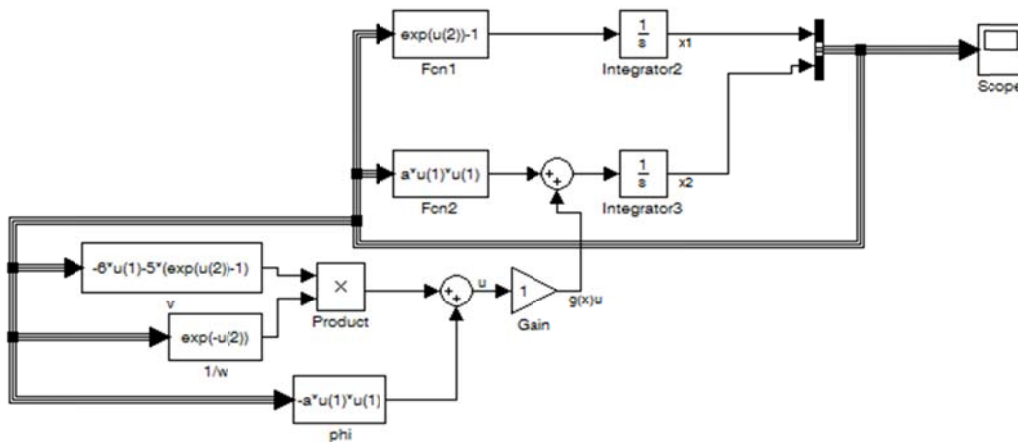 exp(u(2))-1
Fcn1
1
s
x1
Integrator2
Scope
a*u(1)*u(1)
Fcn2
+
+
1
s
x2
Integrator3
-6*u(1)-5*(exp(u(2))-1)
v
×
Product
+
+
u
1
Gain
g(x)u
exp(-u(2))
1/w
-a*u(1)*u(1)
phi